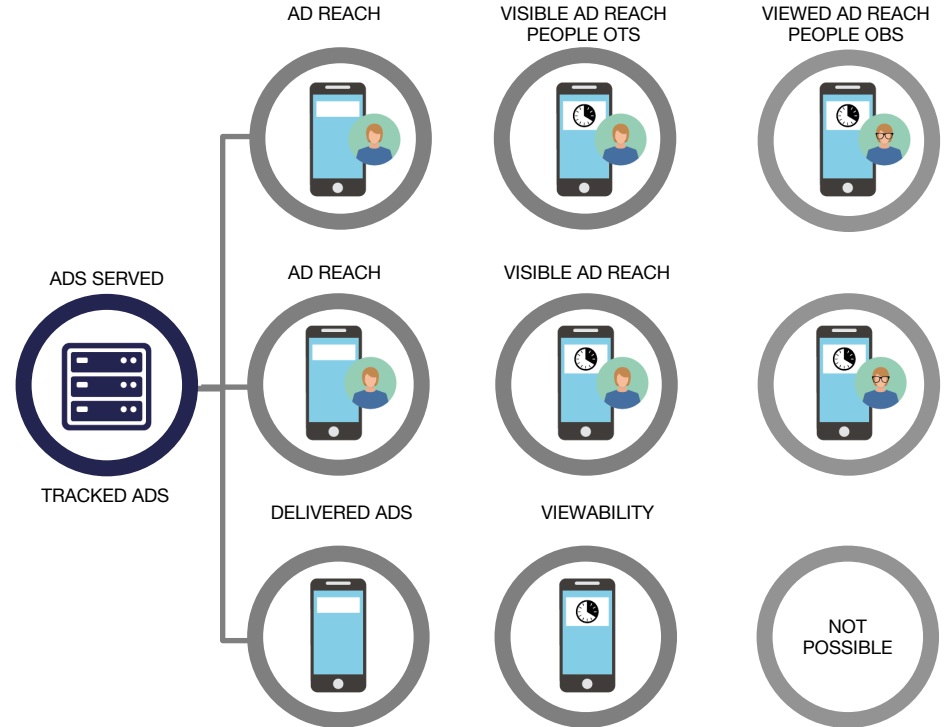 AD REACH
VISIBLE AD REACH
PEOPLE OTS
VIEWED AD REACH
PEOPLE OBS
ADS SERVED
TRACKED ADS
AD REACH
VISIBLE AD REACH
DELIVERED ADS
VIEWABILITY
NOT
POSSIBLE